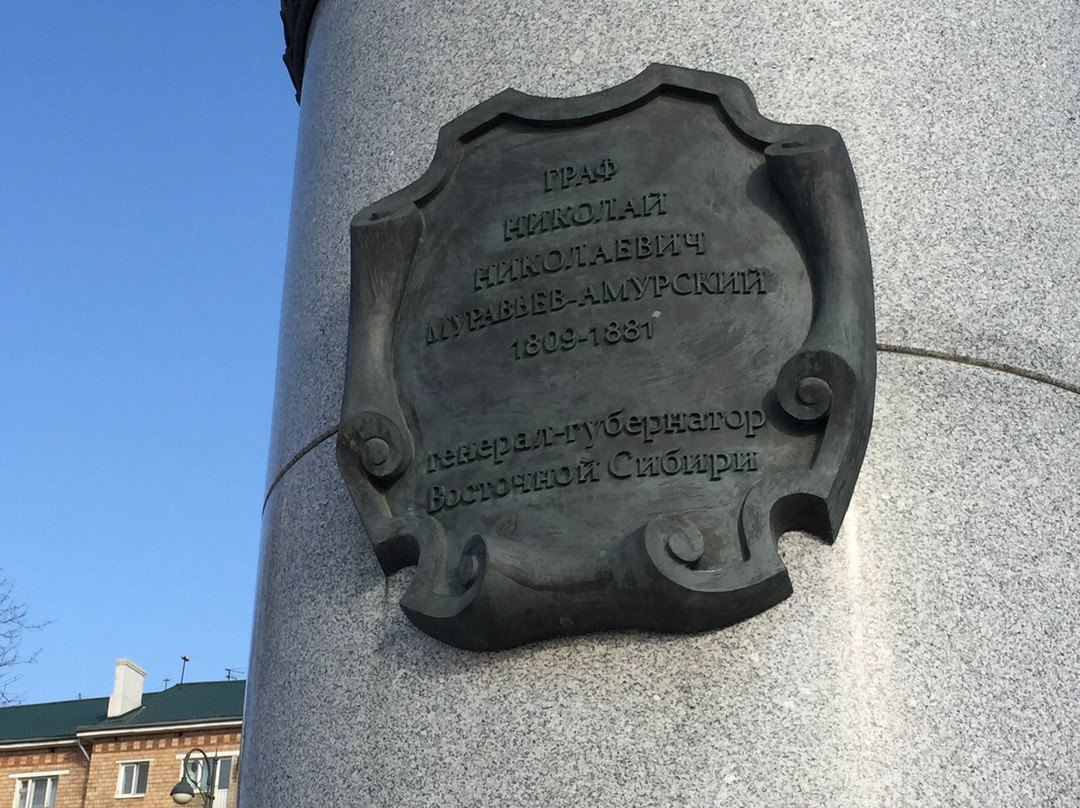 ГРАФ
НИКОЛАЙ
НИКОЛАЕВИЧ
МУРАВЬЕВ-АМУРСКИЙ
1809-1881
генерал-губернатор
Восточной Сибири